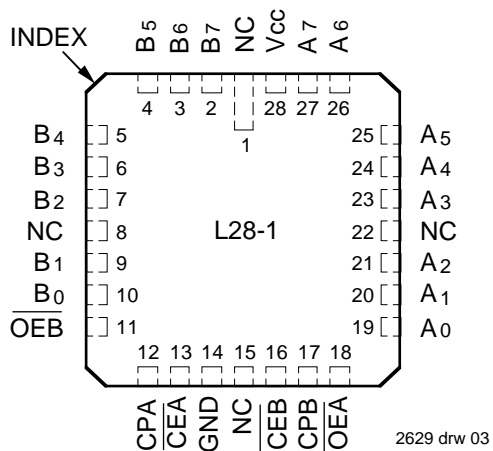 INDEX
B5 B6 B7 NC Vcc A7 A6
4 3 2 28 27 26
1
B4 5 25 A5
B3 6 24 A4
B2 7 23 A3
NC 8 L28-1 22 NC
B1 9 21 A2
B0 10 20 A1
OEB 11 19 A0
12 13 14 15 16 17 18
CPA CEA GND NC CEB CPB OEA
2629 drw 03